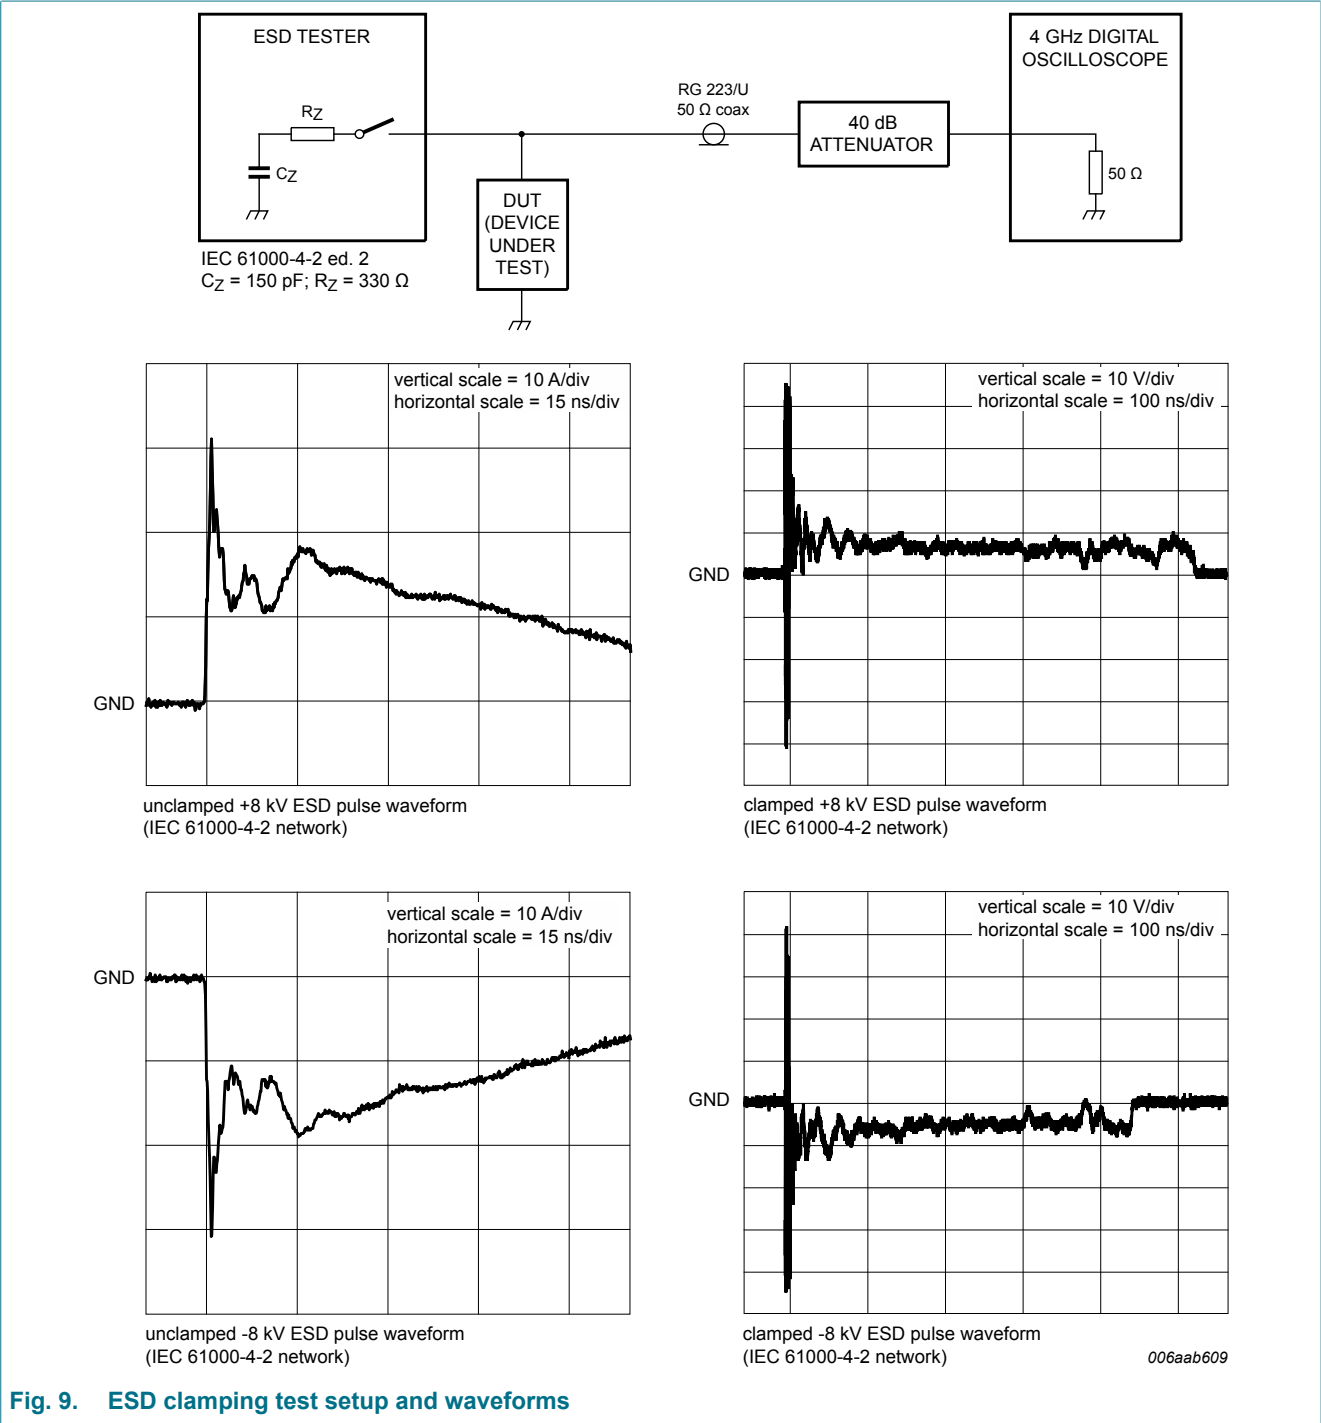 ESD TESTER
RZ
CZ
IEC 61000-4-2 ed. 2
CZ = 150 pF; RZ = 330 Ω
DUT
(DEVICE
UNDER
TEST)
RG 223/U
50 Ω coax
40 dB
ATTENUATOR
4 GHz DIGITAL
OSCILLOSCOPE
50 Ω
vertical scale = 10 A/div
horizontal scale = 15 ns/div
GND
unclamped +8 kV ESD pulse waveform
(IEC 61000-4-2 network)
vertical scale = 10 V/div
horizontal scale = 100 ns/div
GND
clamped +8 kV ESD pulse waveform
(IEC 61000-4-2 network)
vertical scale = 10 A/div
horizontal scale = 15 ns/div
GND
unclamped -8 kV ESD pulse waveform
(IEC 61000-4-2 network)
vertical scale = 10 V/div
horizontal scale = 100 ns/div
GND
clamped -8 kV ESD pulse waveform
(IEC 61000-4-2 network)
006aab609
Fig. 9. ESD clamping test setup and waveforms